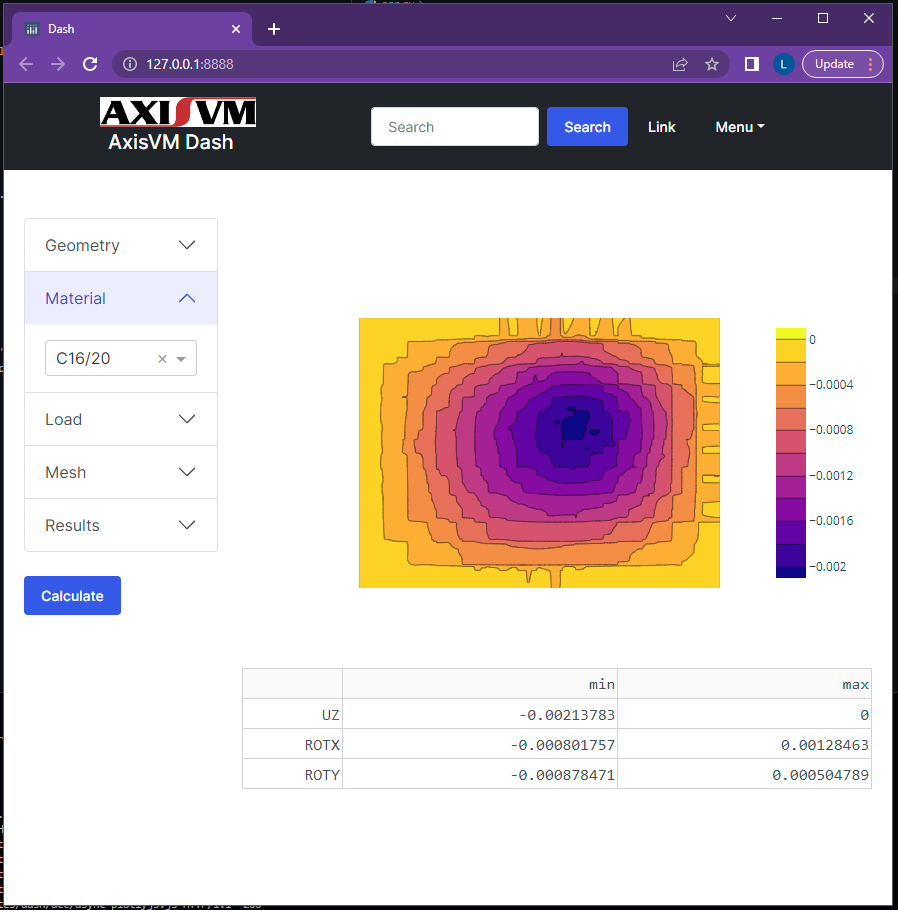 Dash
127.0.0.1:8888
L
Update
AXISVM
AxisVM Dash
Search
Search
Link
Menu
Geometry
Material
C16/20
Load
Mesh
Results
Calculate
0
−0.0004
−0.0008
−0.0012
−0.0016
−0.002
min max
UZ -0.00213783 0
ROTX -0.000801757 0.00128463
ROTY -0.000878471 0.000504789